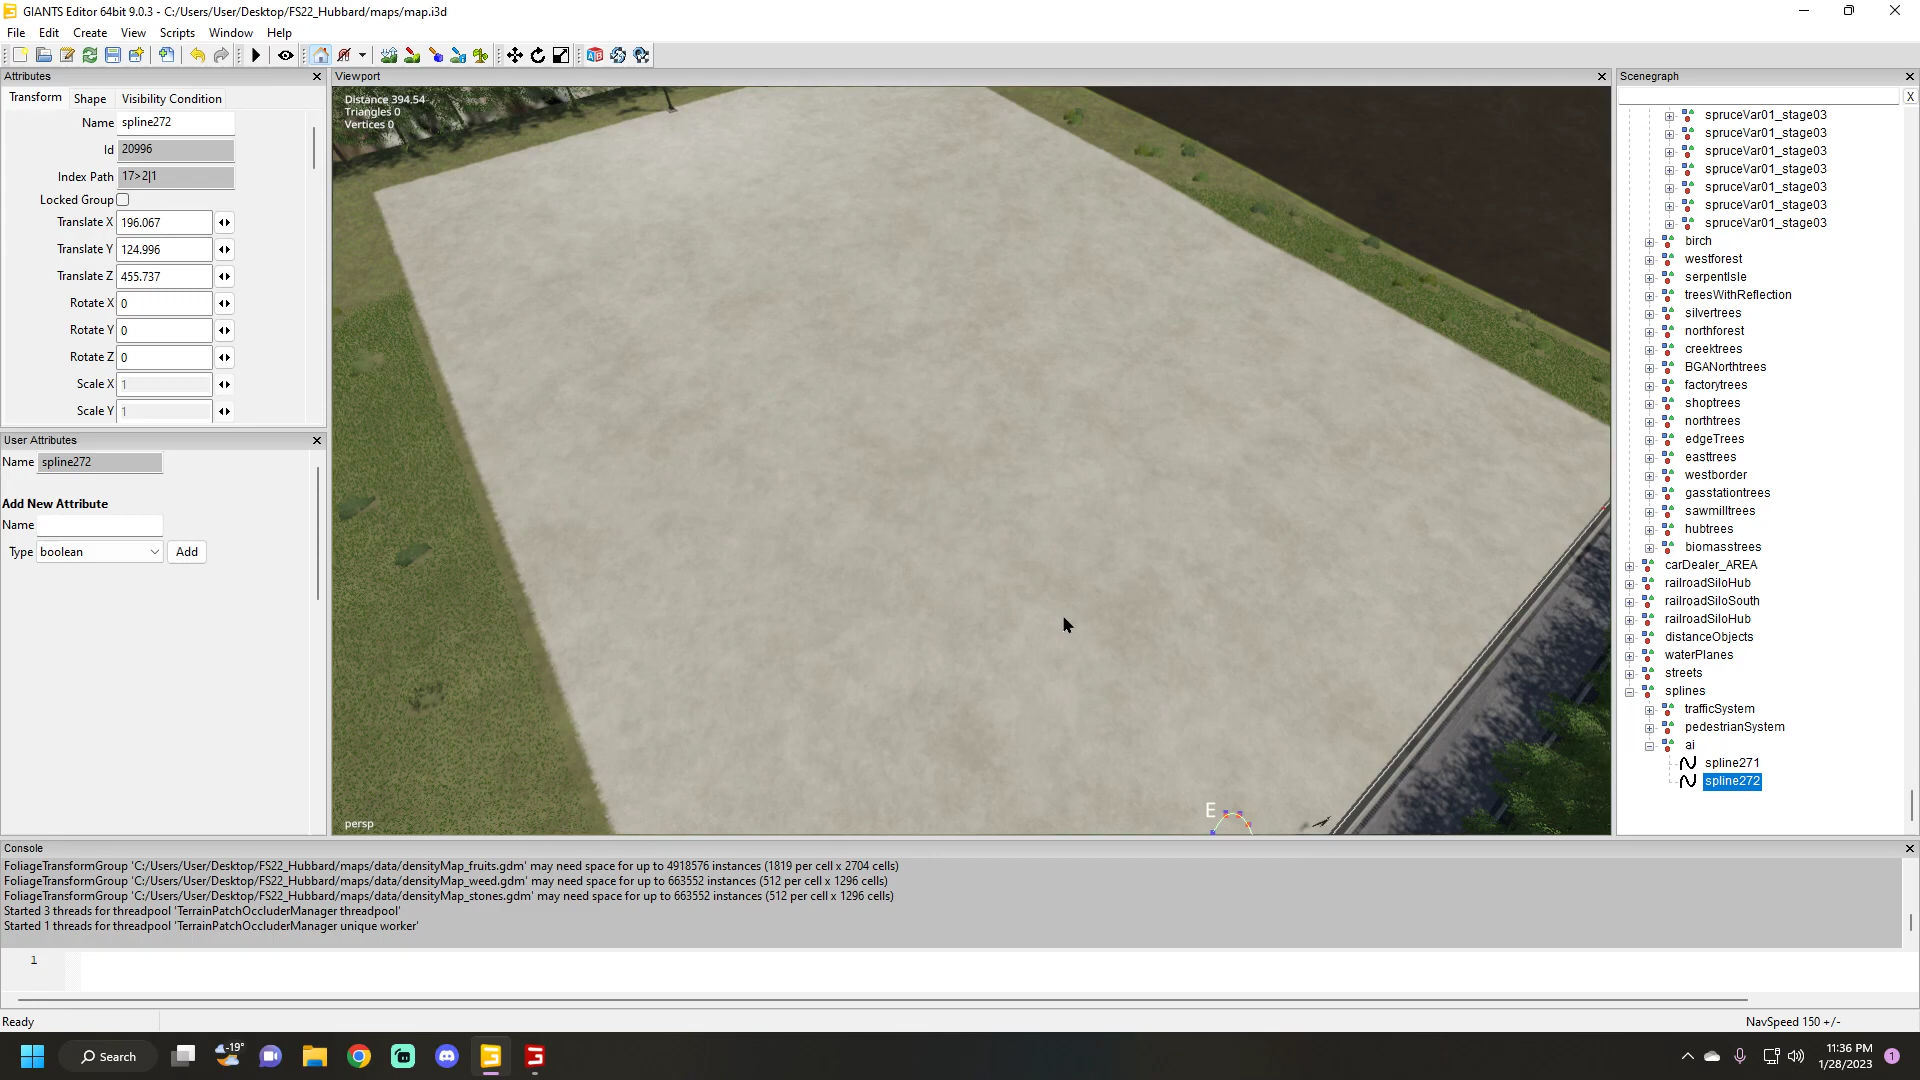 GIANTS Editor 64bit 9.0.3 - C:/Users/User/Desktop/FS22_Hubbard/maps/map.i3d
File Edit Create View Scripts Window Help
Attributes
Transform Shape Visibility Condition
Name spline272
Id 20996
Index Path 17>2|1
Locked Group
Translate X 196.067
Translate Y 124.996
Translate Z 455.737
Rotate X 0
Rotate Y 0
Rotate Z 0
Scale X 1
Scale Y 1
User Attributes
Name spline272
Add New Attribute
Name
Type boolean Add
Viewport
Distance 394.54
Triangles 0
Vertices 0
E
persp
Scenegraph
X
spruceVar01_stage03
spruceVar01_stage03
spruceVar01_stage03
spruceVar01_stage03
spruceVar01_stage03
spruceVar01_stage03
spruceVar01_stage03
birch
westforest
serpentIsle
treesWithReflection
silvertrees
northforest
creektrees
BGANorthtrees
factorytrees
shoptrees
northtrees
edgeTrees
easttrees
westborder
gasstationtrees
sawmilltrees
hubtrees
biomasstrees
carDealer_AREA
railroadSiloHub
railroadSiloSouth
railroadSiloHub
distanceObjects
waterPlanes
streets
splines
trafficSystem
pedestrianSystem
ai
spline271
spline272
Console
FoliageTransformGroup 'C:/Users/User/Desktop/FS22_Hubbard/maps/data/densityMap_fruits.gdm' may need space for up to 4918576 instances (1819 per cell x 2704 cells)
FoliageTransformGroup 'C:/Users/User/Desktop/FS22_Hubbard/maps/data/densityMap_weed.gdm' may need space for up to 663552 instances (512 per cell x 1296 cells)
FoliageTransformGroup 'C:/Users/User/Desktop/FS22_Hubbard/maps/data/densityMap_stones.gdm' may need space for up to 663552 instances (512 per cell x 1296 cells)
Started 3 threads for threadpool 'TerrainPatchOccluderManager threadpool'
Started 1 threads for threadpool 'TerrainPatchOccluderManager unique worker'
1
Ready
NavSpeed 150 +/-
Search
-19°
11:36 PM
1/28/2023
1